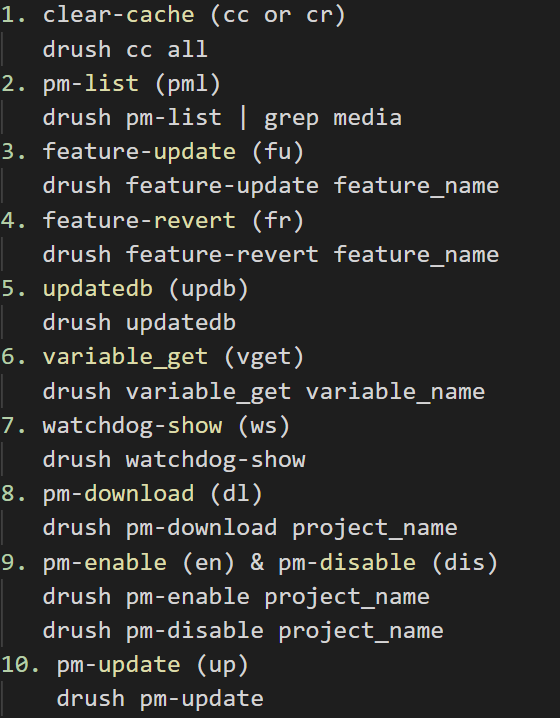 1. clear-cache (cc or cr)
drush cc all
2. pm-list (pml)
drush pm-list | grep media
3. feature-update (fu)
drush feature-update feature_name
4. feature-revert (fr)
drush feature-revert feature_name
5. updatedb (updb)
drush updatedb
6. variable_get (vget)
drush variable_get variable_name
7. watchdog-show (ws)
drush watchdog-show
8. pm-download (dl)
drush pm-download project_name
9. pm-enable (en) & pm-disable (dis)
drush pm-enable project_name
drush pm-disable project_name
10. pm-update (up)
drush pm-update